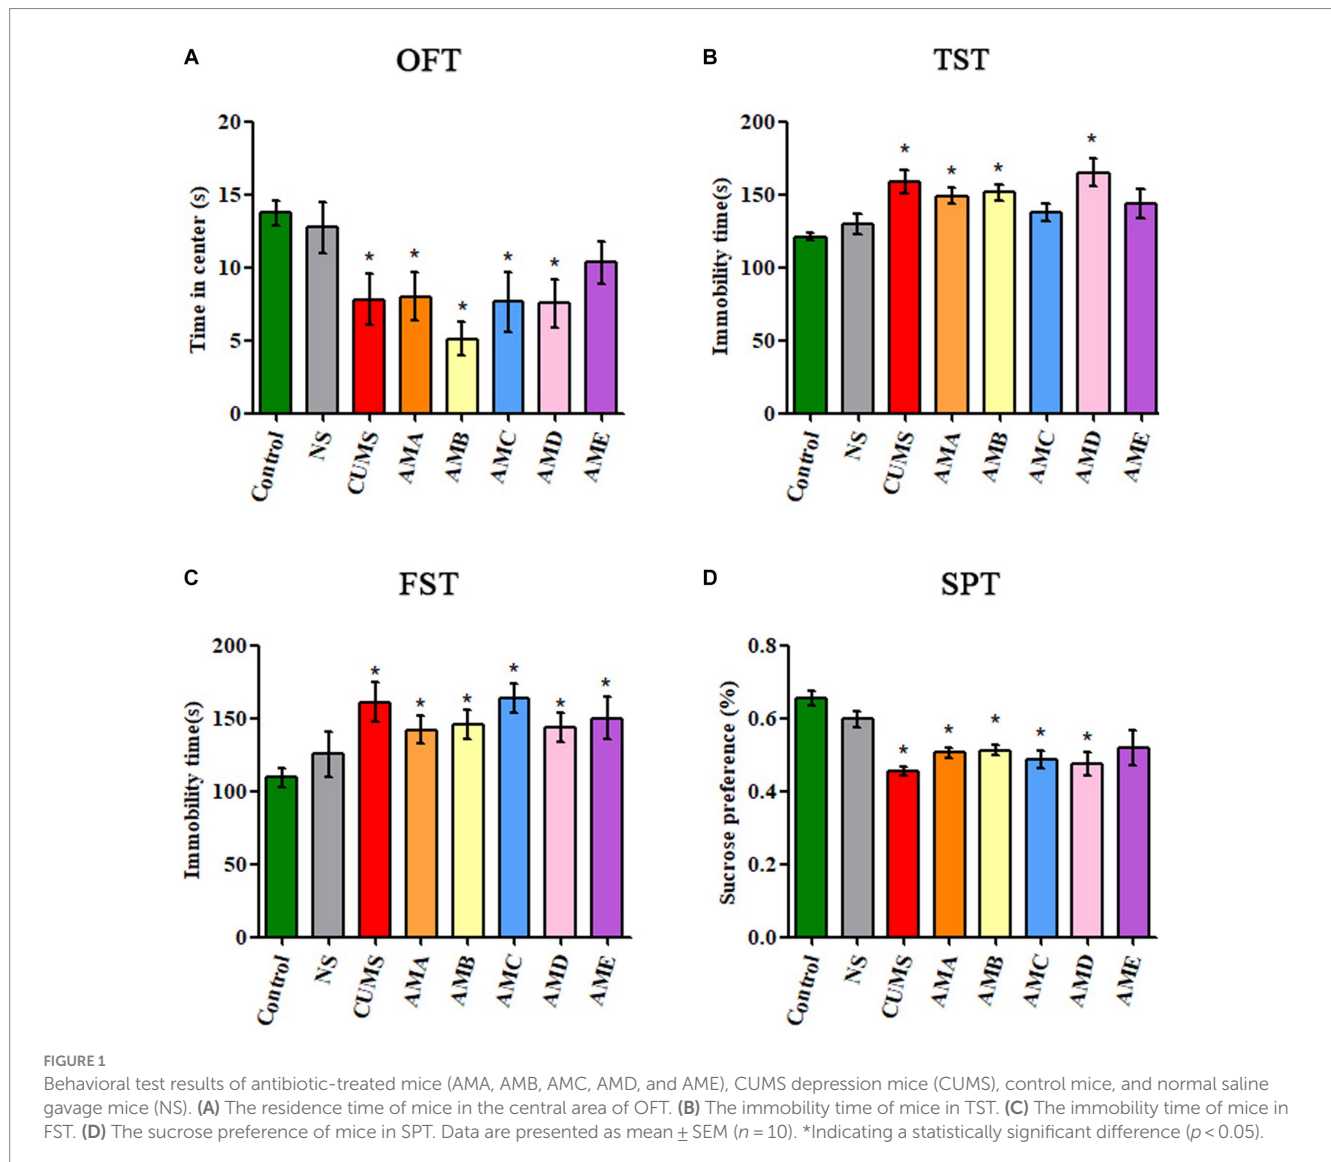 A
OFT
Time in center (s)
20
15
10
5
0
*
*
*
*
*
Control
NS
CUMS
AMA
AMB
AMC
AMD
AME
B
TST
Immobility time(s)
200
150
100
50
0
*
*
*
*
Control
NS
CUMS
AMA
AMB
AMC
AMD
AME
C
FST
Immobility time(s)
200
150
100
50
0
*
*
*
*
*
*
Control
NS
CUMS
AMA
AMB
AMC
AMD
AME
D
SPT
Sucrose preference (%)
0.8
0.6
0.4
0.2
0.0
*
*
*
*
*
Control
NS
CUMS
AMA
AMB
AMC
AMD
AME
FIGURE 1
Behavioral test results of antibiotic-treated mice (AMA, AMB, AMC, AMD, and AME), CUMS depression mice (CUMS), control mice, and normal saline
gavage mice (NS). (A) The residence time of mice in the central area of OFT. (B) The immobility time of mice in TST. (C) The immobility time of mice in
FST. (D) The sucrose preference of mice in SPT. Data are presented as mean ± SEM (n = 10). *Indicating a statistically significant difference (p < 0.05).